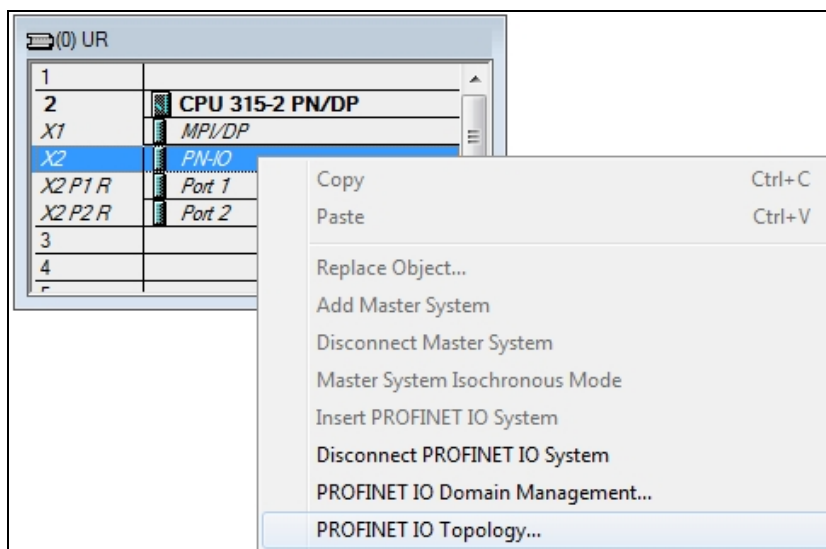 (0) UR
1
2 CPU 315-2 PN/DP
X1 MPI/DP
X2 PN-IO
X2 P1 R Port 1
X2 P2 R Port 2
3
4
Copy Ctrl+C
Paste Ctrl+V
Replace Object...
Add Master System
Disconnect Master System
Master System Isochronous Mode
Insert PROFINET IO System
Disconnect PROFINET IO System
PROFINET IO Domain Management...
PROFINET IO Topology...